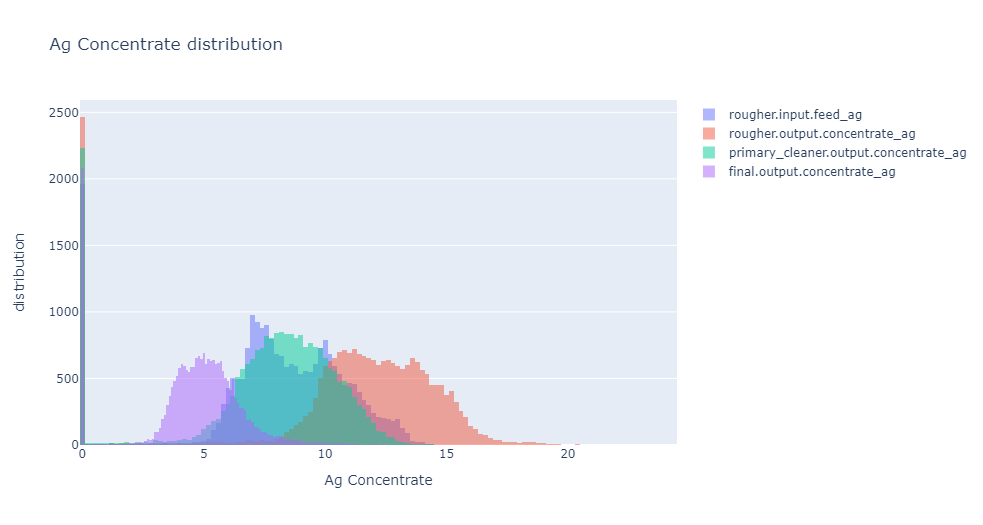 Ag Concentrate distribution
2500
2000
1500
1000
500
0
distribution
0 5 10 15 20
Ag Concentrate
rougher.input.feed_ag
rougher.output.concentrate_ag
primary_cleaner.output.concentrate_ag
final.output.concentrate_ag